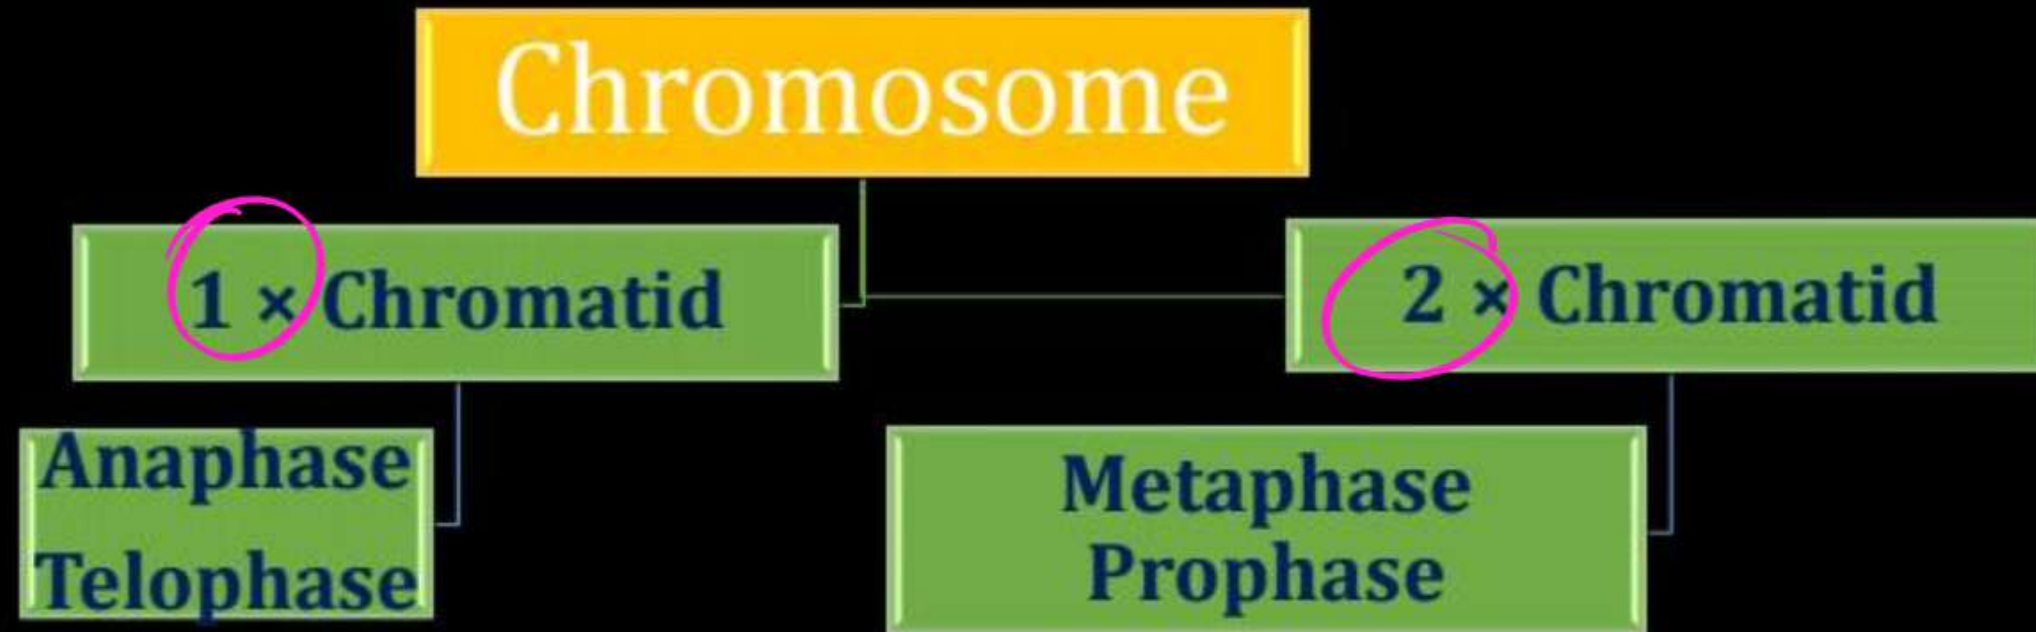 Chromosome
1 × Chromatid
2 × Chromatid
Anaphase
Telophase
Metaphase
Prophase